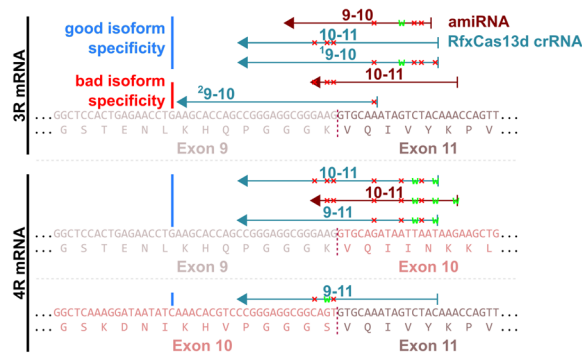 good isoform
specificity
9-10
amiRNA
10-11
RfxCas13d crRNA
¹9-10
bad isoform
specificity
10-11
²9-10
3R mRNA
...GGCTCCACTGAGAACCTGAAGCACCAGCCGGGAGGCGGGAAGGTGCAAATAGTCTACAAACCAGTT...
G S T E N L K H Q P G G G K V Q I V Y K P V
Exon 9
Exon 11
10-11
10-11
9-11
4R mRNA
...GGCTCCACTGAGAACCTGAAGCACCAGCCGGGAGGCGGGAAGGTGCAGATAATTAATAAGAAGCTG...
G S T E N L K H Q P G G G K V Q I I N K K L
Exon 9
Exon 10
9-11
...GGCTCAAAGGATAATATCAAACACGTCCCGGGAGGCGGCAGTGTGCAAATAGTCTACAAACCAGTT...
G S K D N I K H V P G G G S V Q I V Y K P V
Exon 10
Exon 11